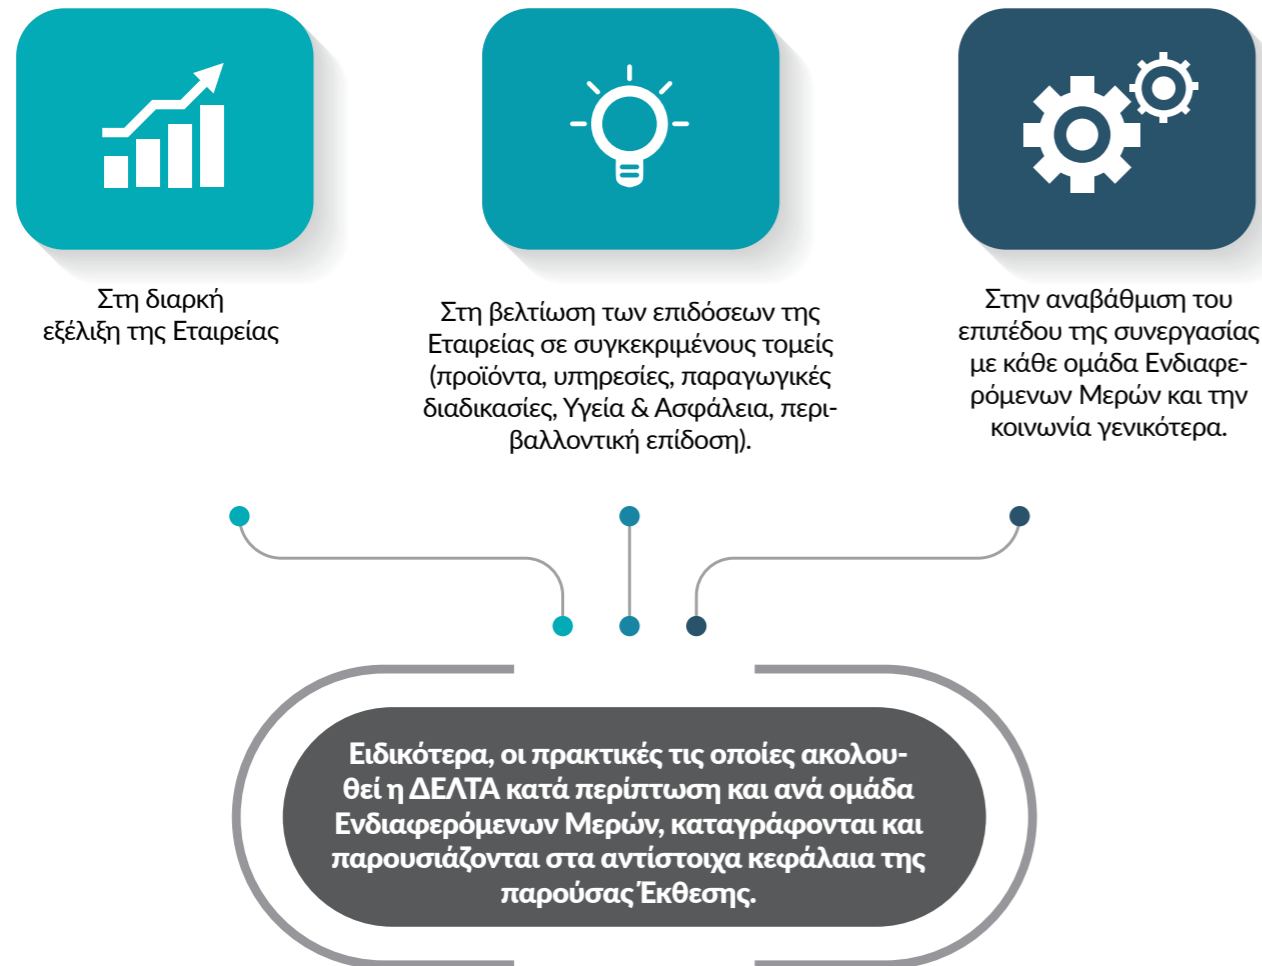 Στη διαρκή
εξέλιξη της Εταιρείας
Στη βελτίωση των επιδόσεων της
Εταιρείας σε συγκεκριμένους τομείς
(προϊόντα, υπηρεσίες, παραγωγικές
διαδικασίες, Υγεία & Ασφάλεια, περι-
βαλλοντική επίδοση).
Στην αναβάθμιση του
επιπέδου της συνεργασίας
με κάθε ομάδα Ενδιαφε-
ρόμενων Μερών και την
κοινωνία γενικότερα.
Ειδικότερα, οι πρακτικές τις οποίες ακολου-
θεί η ΔΕΛΤΑ κατά περίπτωση και ανά ομάδα
Ενδιαφερόμενων Μερών, καταγράφονται και
παρουσιάζονται στα αντίστοιχα κεφάλαια της
παρούσας Έκθεσης.